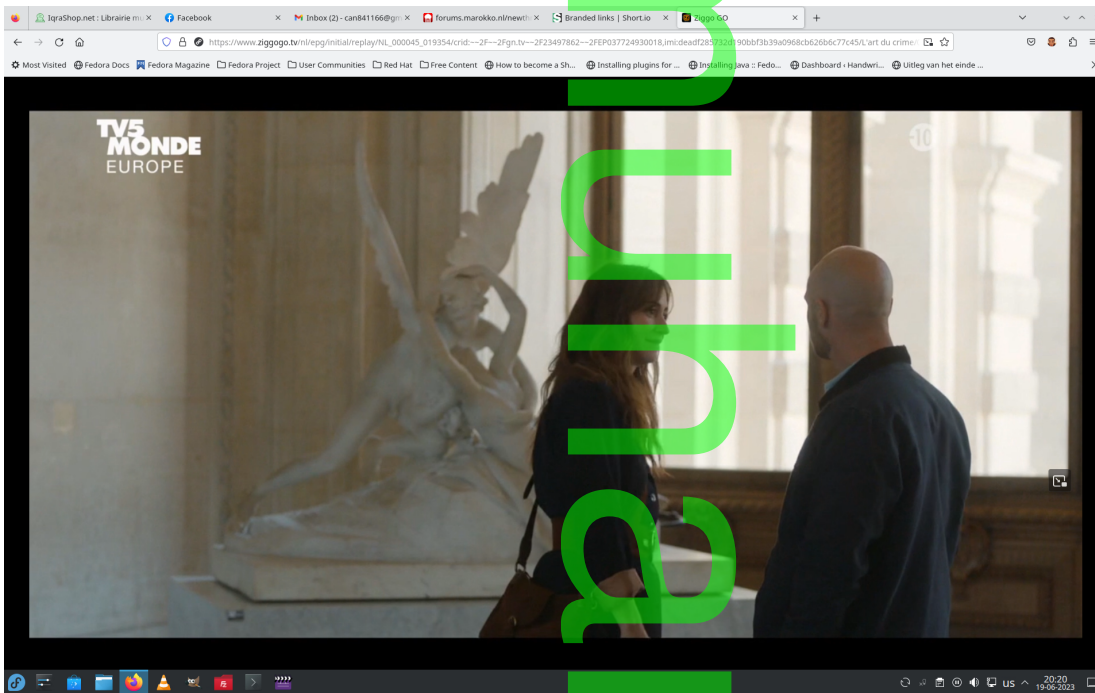 IqraShop.net : Librairie mu
Facebook
Inbox (2) - can841166@gm
forums.marokko.nl/newth
Branded links | Short.io
Ziggo GO
https://www.ziggogo.tv/nl/epg/initial/replay/NL_000045_019354/crid:~~2F~~2Fgn.tv~~2F23497862~~2FEP037724930018,imi:deadf285732d190bbf3b39a0968cb626b6c77c45/L'art du crime/
Most Visited
Fedora Docs
Fedora Magazine
Fedora Project
User Communities
Red Hat
Free Content
How to become a Sh...
Installing plugins for ...
Installing Java :: Fedo...
Dashboard ‹ Handwri...
Uitleg van het einde ...
TV5
MONDE
EUROPE
-10
us
20:20
19-06-2023